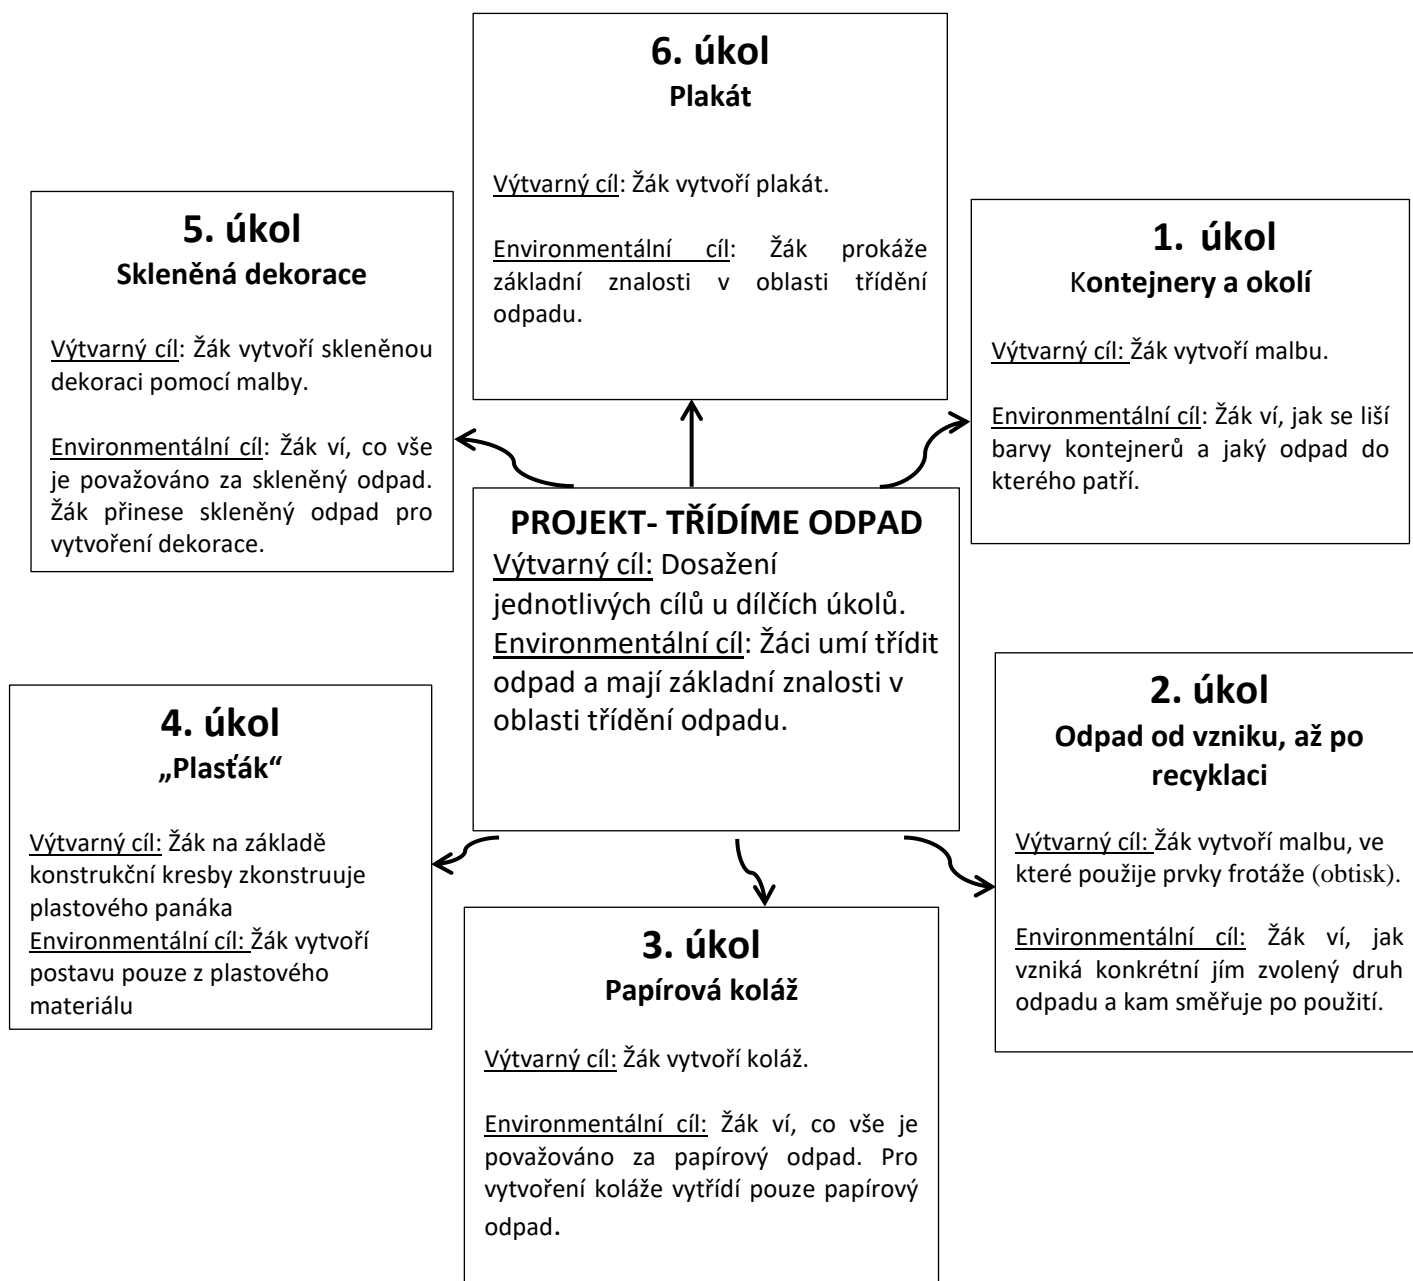 6. úkol
Plakát
Výtvarný cíl: Žák vytvoří plakát.
Environmentální cíl: Žák prokáže
základní znalosti v oblasti třídění
odpadu.
5. úkol
Skleněná dekorace
Výtvarný cíl: Žák vytvoří skleněnou
dekoraci pomocí malby.
Environmentální cíl: Žák ví, co vše
je považováno za skleněný odpad.
Žák přinese skleněný odpad pro
vytvoření dekorace.
1. úkol
Kontejnery a okolí
Výtvarný cíl: Žák vytvoří malbu.
Environmentální cíl: Žák ví, jak se liší
barvy kontejnerů a jaký odpad do
kterého patří.
PROJEKT- TŘÍDÍME ODPAD
Výtvarný cíl: Dosažení
jednotlivých cílů u dílčích úkolů.
Environmentální cíl: Žáci umí třídit
odpad a mají základní znalosti v
oblasti třídění odpadu.
4. úkol
„Plasťák“
Výtvarný cíl: Žák na základě
konstrukční kresby zkonstruuje
plastového panáka
Environmentální cíl: Žák vytvoří
postavu pouze z plastového
materiálu
2. úkol
Odpad od vzniku, až po
recyklaci
Výtvarný cíl: Žák vytvoří malbu, ve
které použije prvky frotáže (obtisk).
Environmentální cíl: Žák ví, jak
vzniká konkrétní jím zvolený druh
odpadu a kam směřuje po použití.
3. úkol
Papírová koláž
Výtvarný cíl: Žák vytvoří koláž.
Environmentální cíl: Žák ví, co vše je
považováno za papírový odpad. Pro
vytvoření koláže vytřídí pouze papírový
odpad.